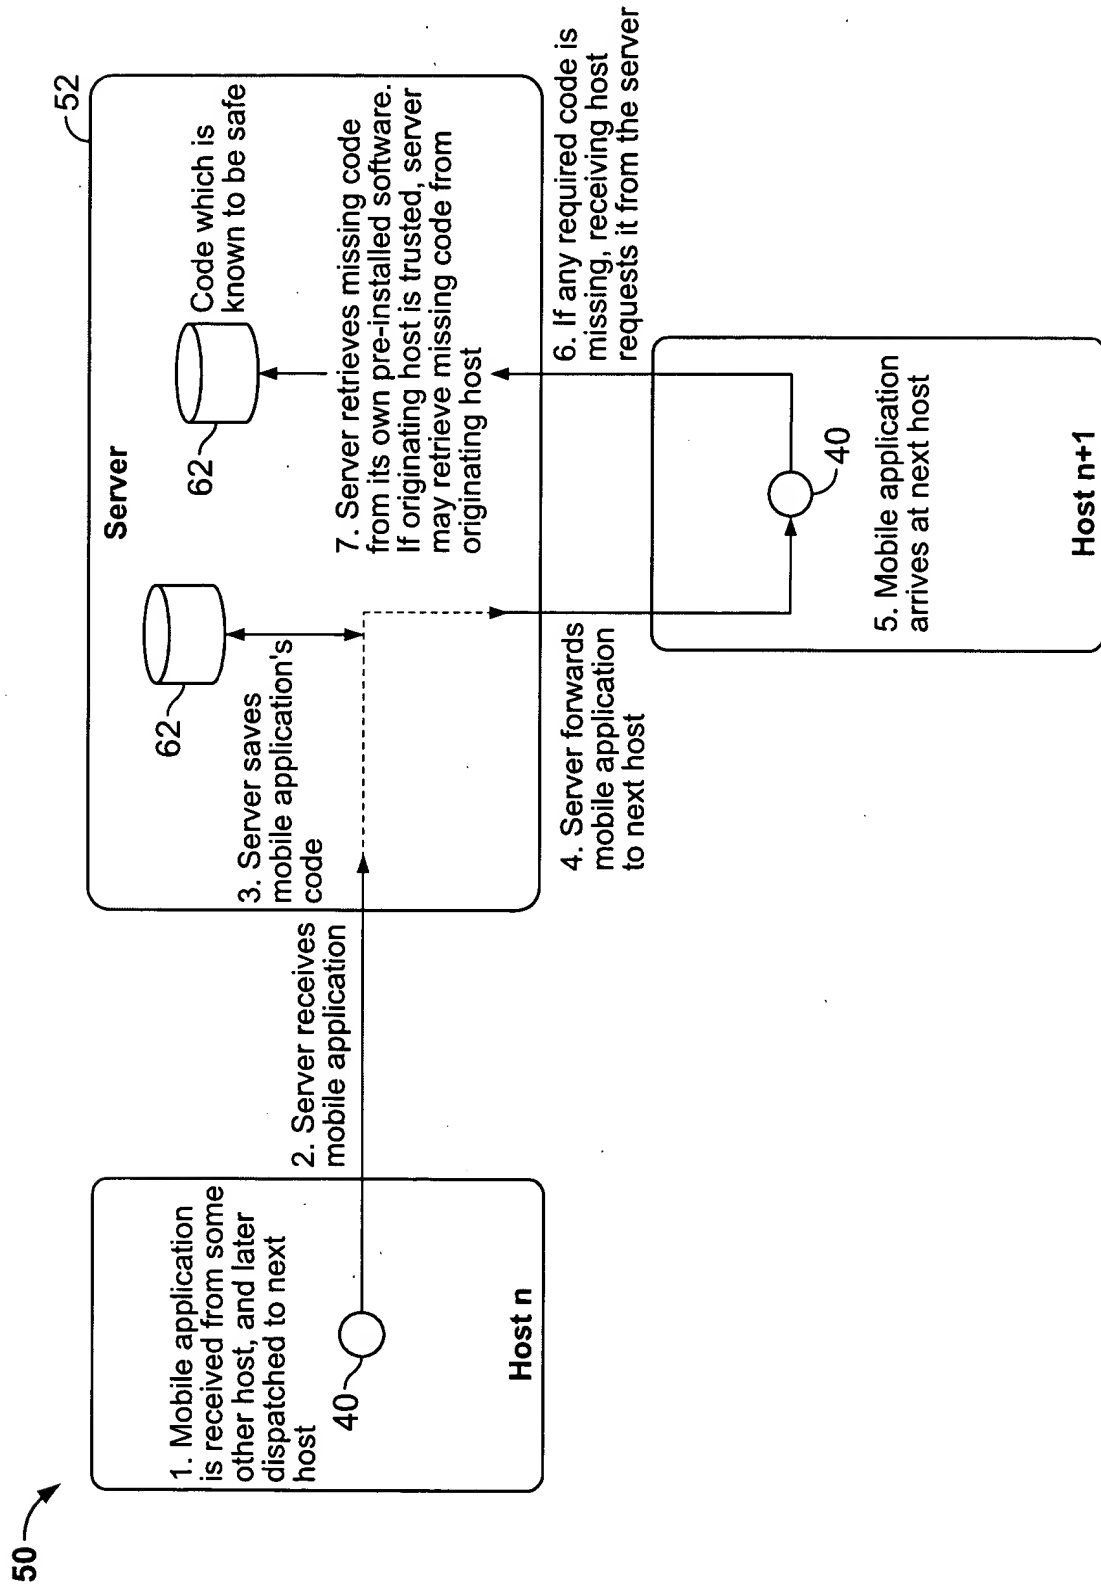 50
1. Mobile application
is received from some
other host, and later
dispatched to next
host
40
Host n
2. Server receives
mobile application
52
Server
3. Server saves
mobile application's
code
62
62
Code which is
known to be safe
7. Server retrieves missing code
from its own pre-installed software.
If originating host is trusted, server
may retrieve missing code from
originating host
4. Server forwards
mobile application
to next host
6. If any required code is
missing, receiving host
requests it from the server
40
5. Mobile application
arrives at next host
Host n+1